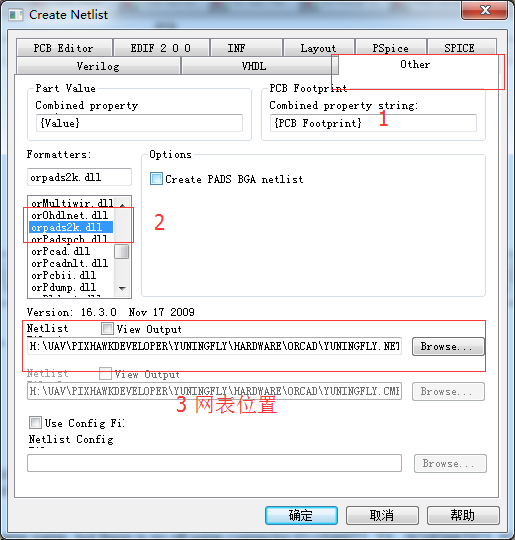 Create Netlist
PCB Editor EDIF 2 0 0 INF Layout PSpice SPICE
Verilog VHDL Other
Part Value
Combined property
{Value}
PCB Footprint
Combined property string:
{PCB Footprint}
1
Formatters:
orpads2k.dll
orMultiwir.dll
orOhdlnet.dll
orpads2k.dll
orPadspcb.dll
orPcad.dll
orPcadnlt.dll
orPcbii.dll
orPdump.dll
2
Options
Create PADS BGA netlist
Version: 16.3.0 Nov 17 2009
Netlist View Output
H:\UAV\PIXHAWKDEVELOPER\YUNINGFLY\HARDWARE\ORCAD\YUNINGFLY.NET Browse...
Netlist View Output
H:\UAV\PIXHAWKDEVELOPER\YUNINGFLY\HARDWARE\ORCAD\YUNINGFLY.CMP Browse...
3 网表位置
Use Config Fi
Netlist Config
Browse...
确定 取消 帮助